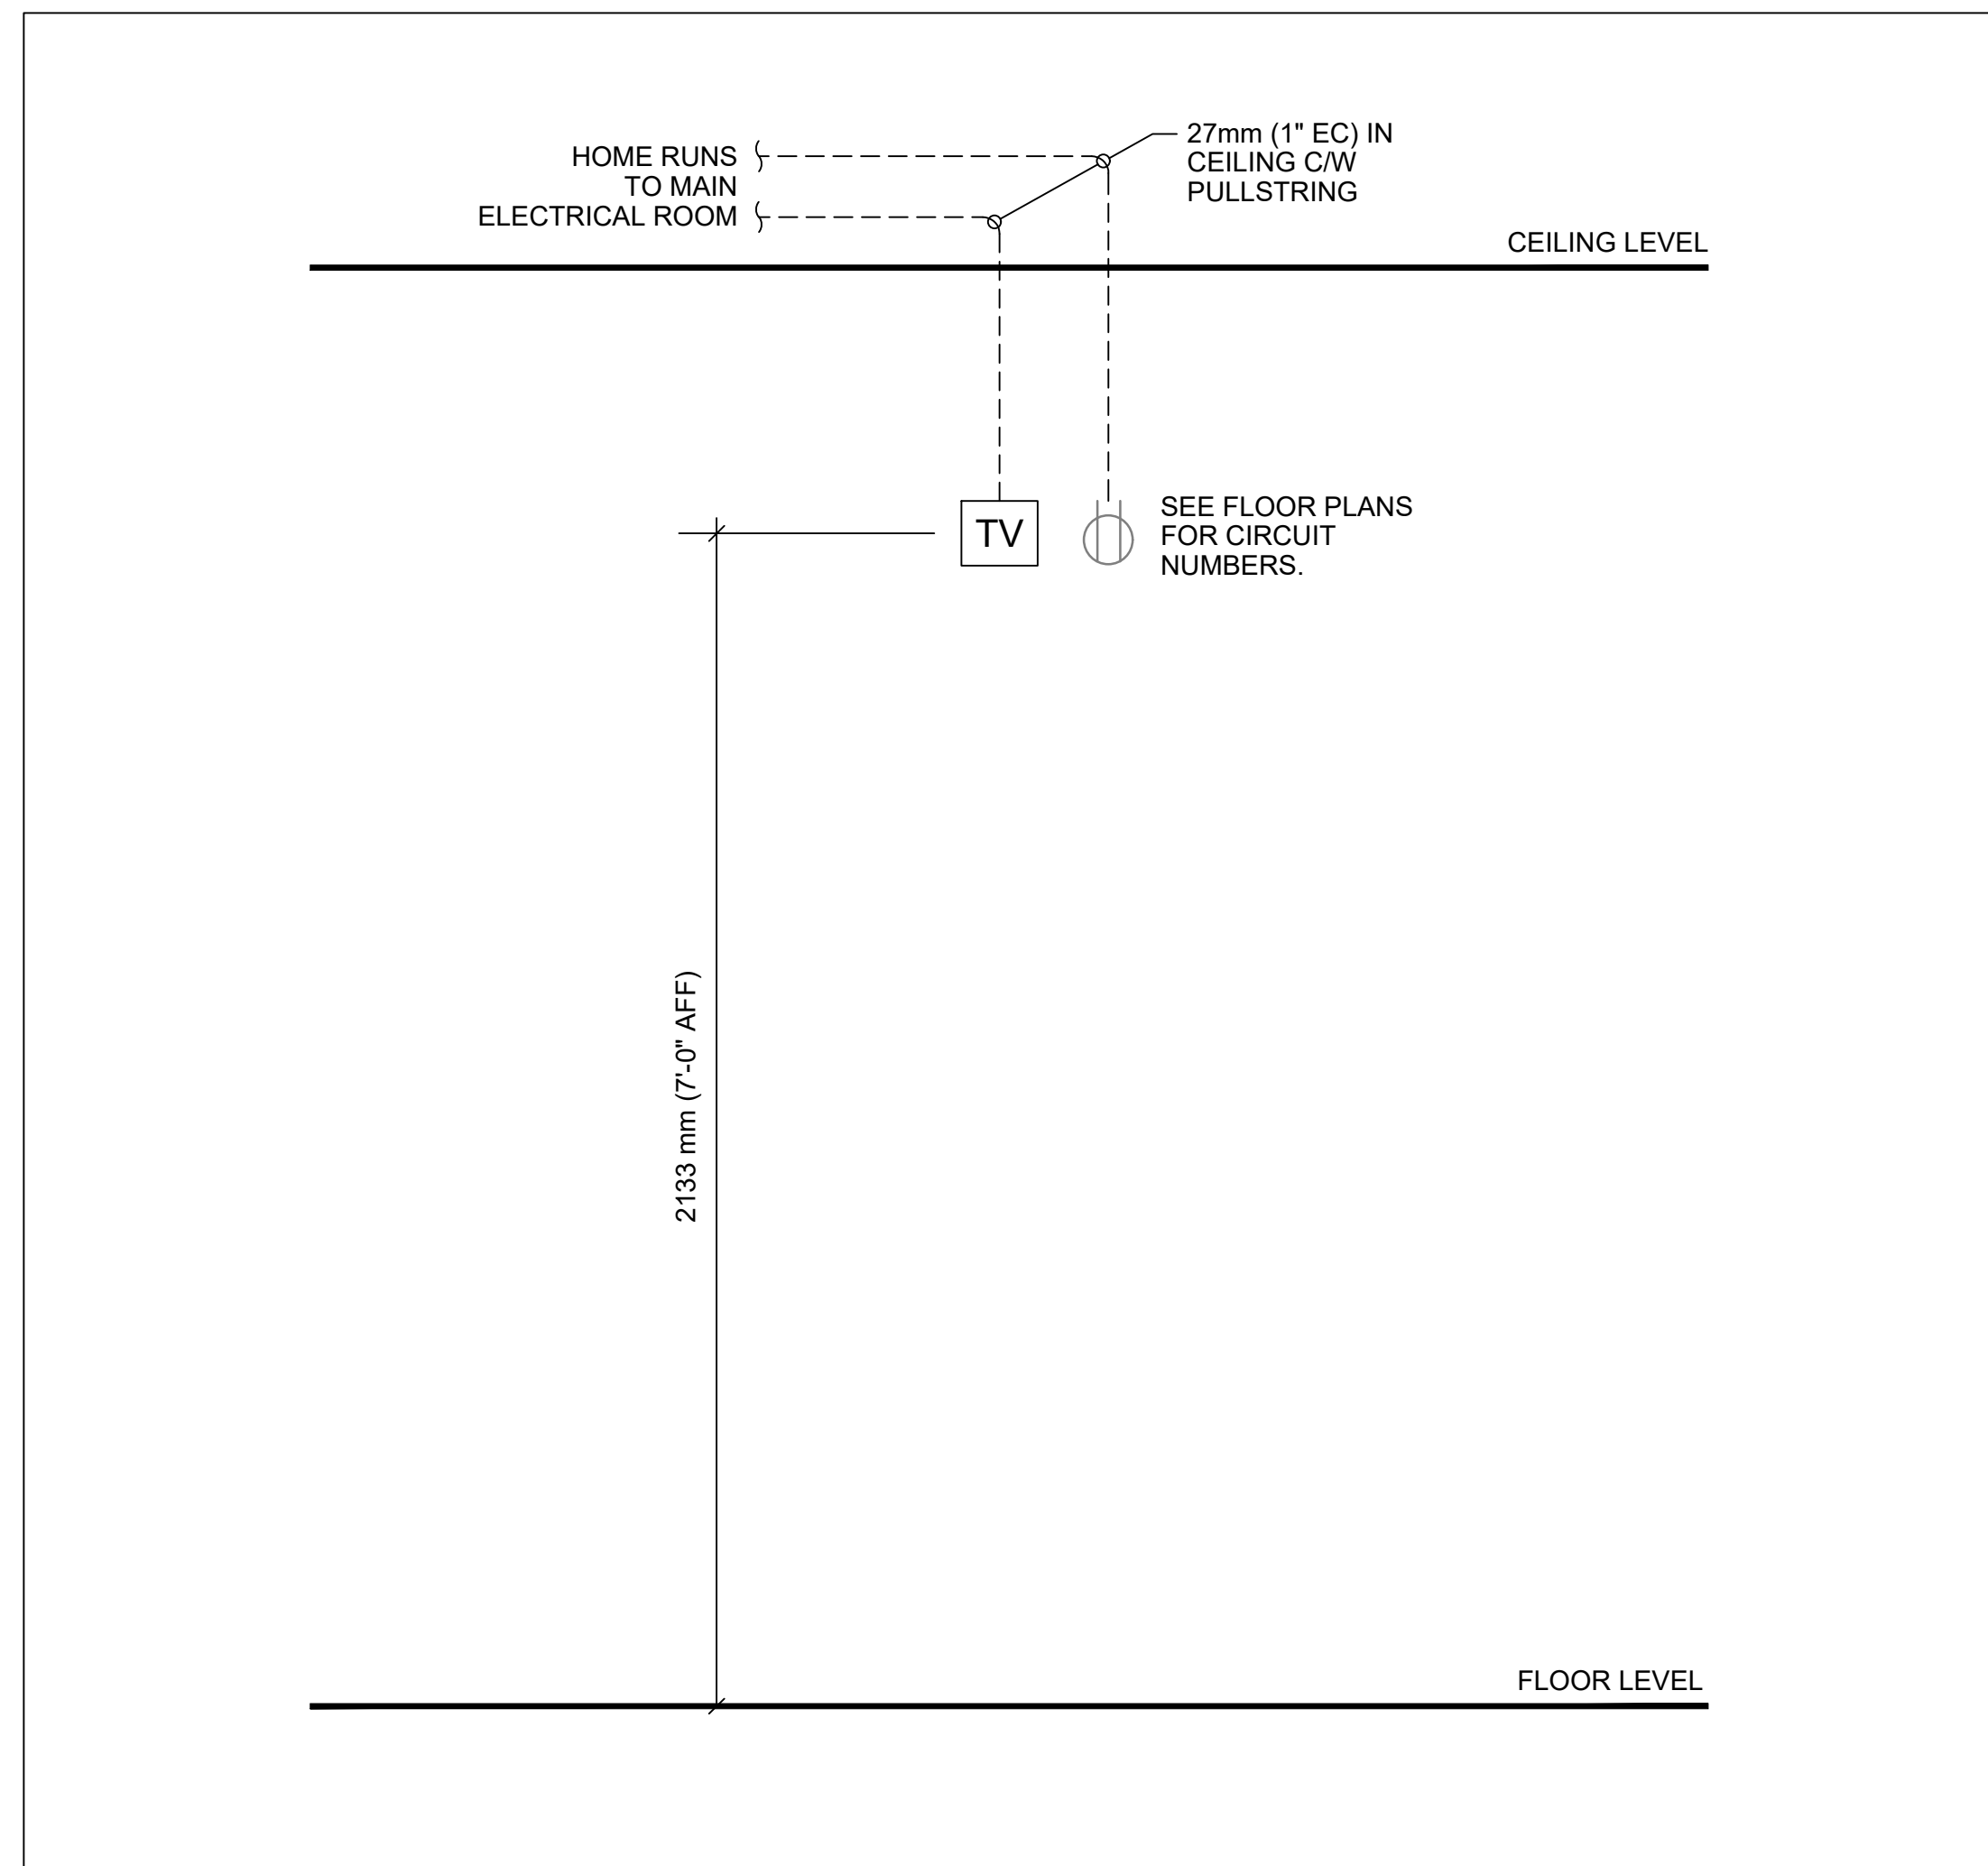 HOME RUNS
TO MAIN
ELECTRICAL ROOM
27mm (1" EC) IN
CEILING C/W
PULLSTRING
CEILING LEVEL
TV
SEE FLOOR PLANS
FOR CIRCUIT
NUMBERS.
2133 mm (7'-0" AFF)
FLOOR LEVEL